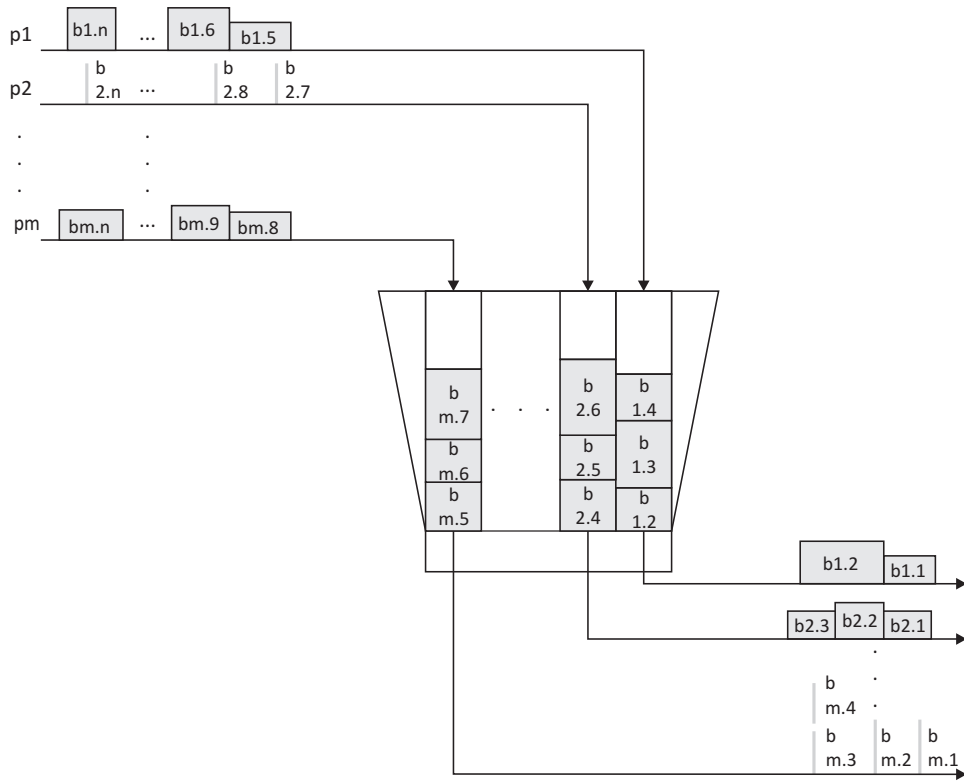 p1 b1.n ... b1.6 b1.5
p2 b 2.n ... b 2.8 b 2.7
. .
. .
. .
pm bm.n ... bm.9 bm.8
b m.7 . . . b 2.6 b 1.4
b m.6 b 2.5 b 1.3
b m.5 b 2.4 b 1.2
b1.2 b1.1
b2.3 b2.2 b2.1
.
.
b m.4 .
b m.3 b m.2 b m.1